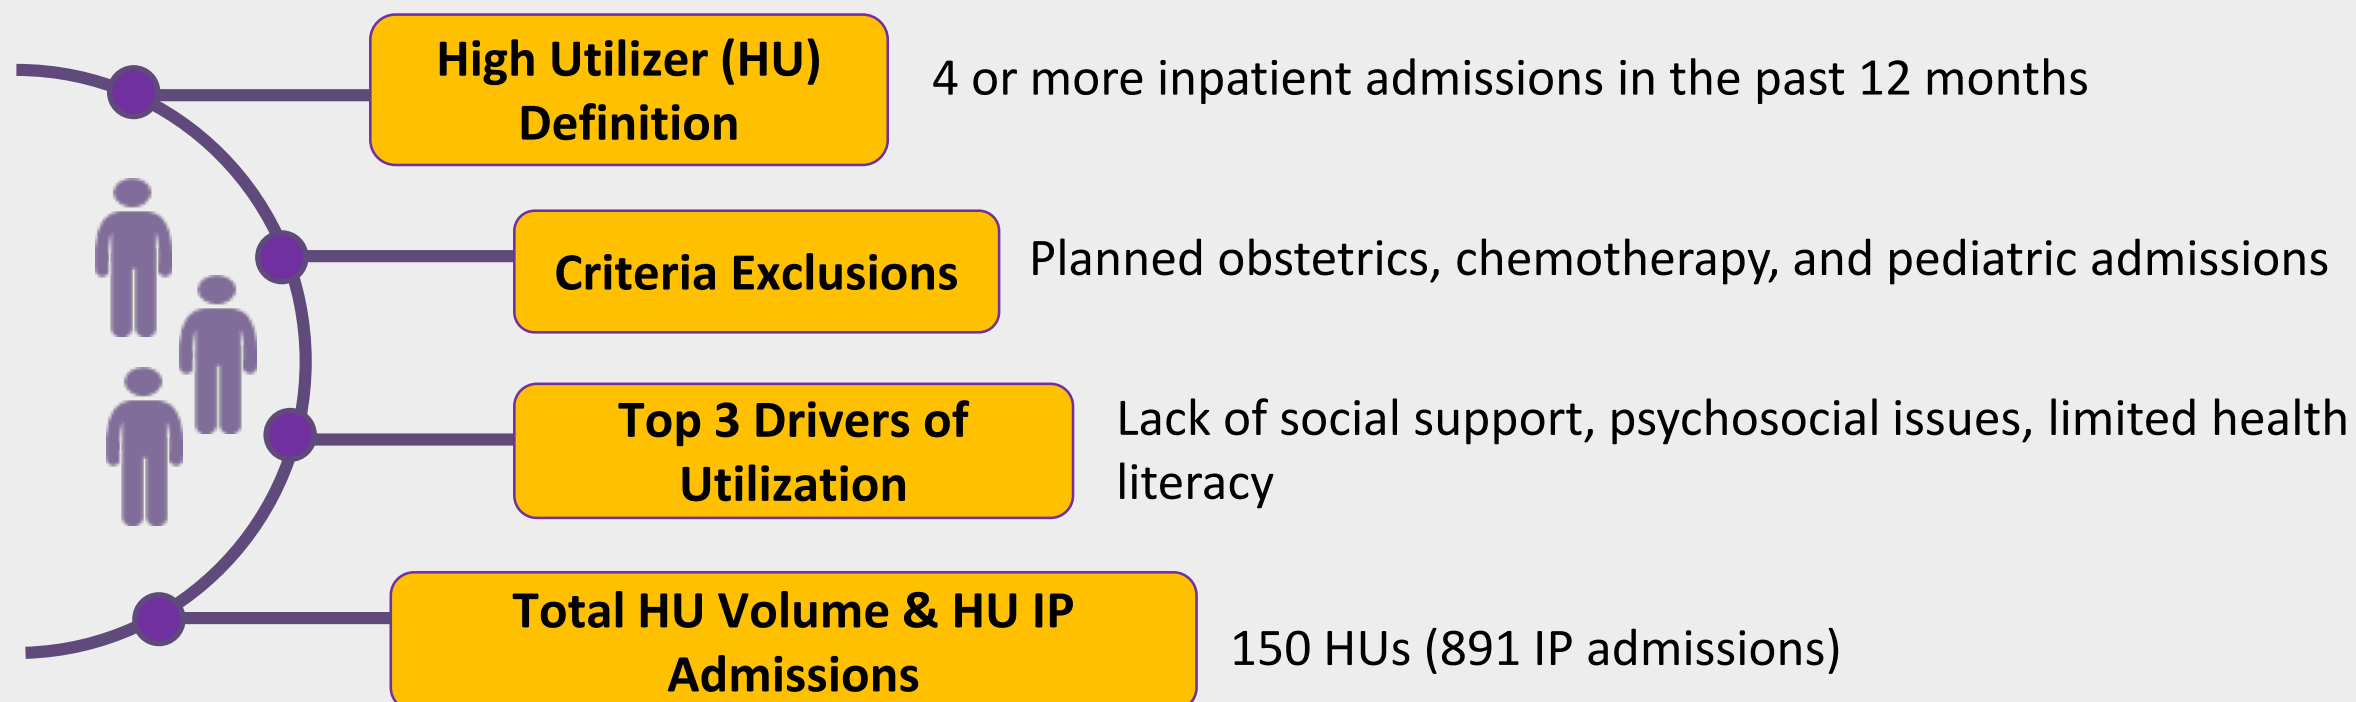 High Utilizer (HU)
Definition
4 or more inpatient admissions in the past 12 months
Criteria Exclusions
Planned obstetrics, chemotherapy, and pediatric admissions
Top 3 Drivers of
Utilization
Lack of social support, psychosocial issues, limited health
literacy
Total HU Volume & HU IP
Admissions
150 HUs (891 IP admissions)